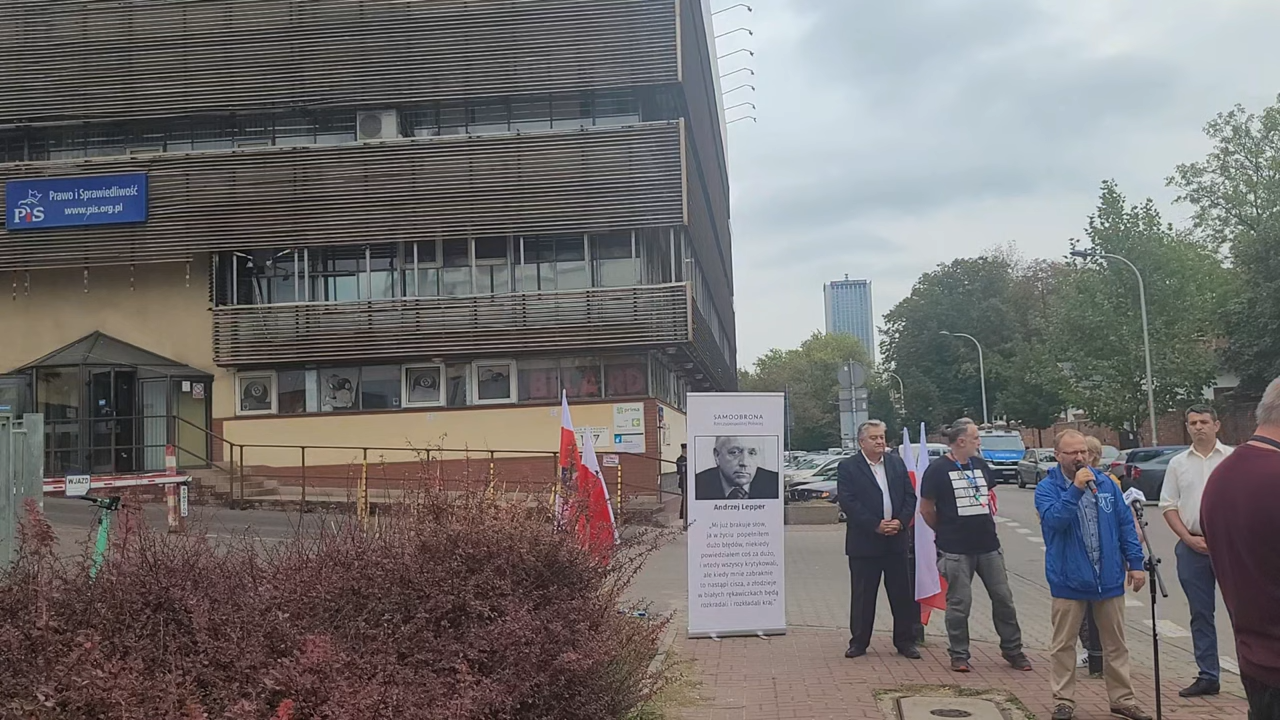 Prawo i Sprawiedliwość
PiS
www.pis.org.pl
BILARD
WJAZD
SAMOOBRONA
Andrzej Lepper
„Mi już brakuje słów,
ja w życiu popełniłem
dużo błędów, niekiedy
powiedziałem coś za dużo,
i wtedy wszyscy krytykowali,
ale kiedy mnie zabraknie
to nastąpi cisza, a złodzieje
w białych rękawiczkach będą
rozkradali i rozkładali kraj."